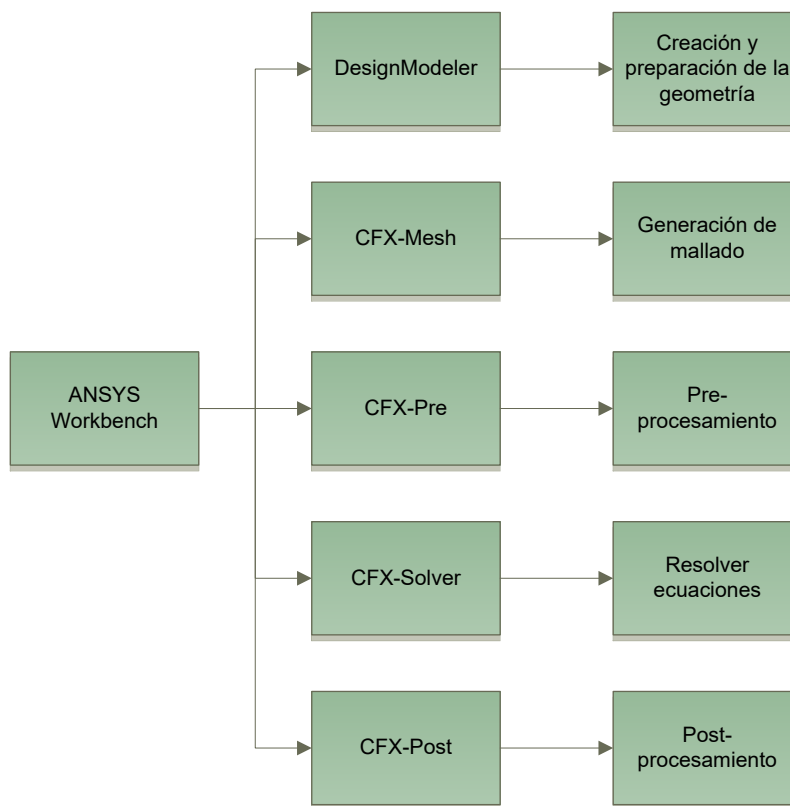 DesignModeler
Creación y
preparación de la
geometría
CFX-Mesh
Generación de
mallado
ANSYS
Workbench
CFX-Pre
Pre-
procesamiento
CFX-Solver
Resolver
ecuaciones
CFX-Post
Post-
procesamiento